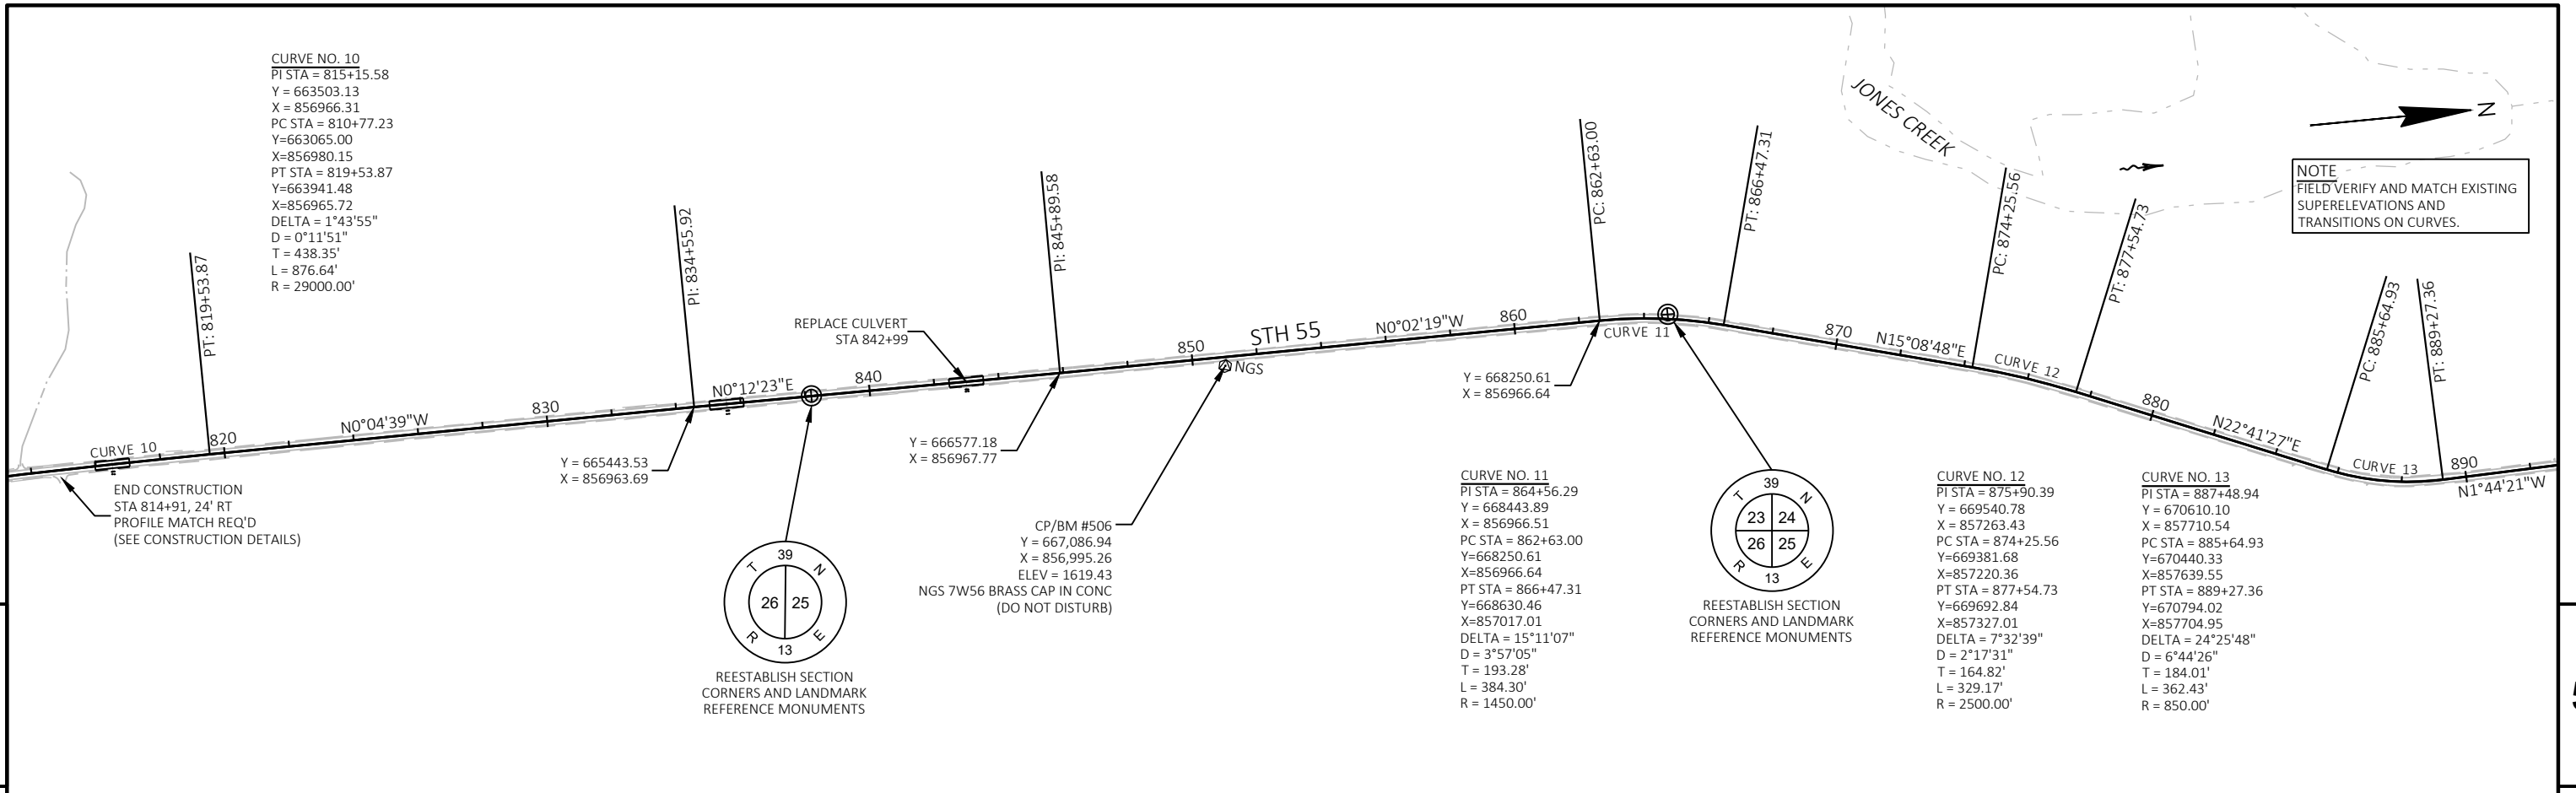 CURVE NO. 10
PI STA = 815+15.58
Y = 663503.13
X = 856966.31
PC STA = 810+77.23
Y=663065.00
X=856980.15
PT STA = 819+53.87
Y=663941.48
X=856965.72
DELTA = 1°43'55"
D = 0°11'51"
T = 438.35'
L = 876.64'
R = 29000.00'
PT: 819+53.87
PI: 834+55.92
PI: 845+89.58
PC: 862+63.00
PT: 866+47.31
PC: 874+25.56
PT: 877+54.73
PC: 885+64.93
PT: 889+27.36
JONES CREEK
N
NOTE
FIELD VERIFY AND MATCH EXISTING
SUPERELEVATIONS AND
TRANSITIONS ON CURVES.
REPLACE CULVERT
STA 842+99
CURVE 10
820
N0°04'39"W
830
N0°12'23"E
840
850
NGS
STH 55
N0°02'19"W
860
CURVE 11
870
N15°08'48"E
CURVE 12
880
N22°41'27"E
CURVE 13
890
N1°44'21"W
END CONSTRUCTION
STA 814+91, 24' RT
PROFILE MATCH REQ'D
(SEE CONSTRUCTION DETAILS)
Y = 665443.53
X = 856963.69
Y = 666577.18
X = 856967.77
Y = 668250.61
X = 856966.64
CP/BM #506
Y = 667,086.94
X = 856,995.26
ELEV = 1619.43
NGS 7W56 BRASS CAP IN CONC
(DO NOT DISTURB)
39
T N
26 25
R E
13
REESTABLISH SECTION
CORNERS AND LANDMARK
REFERENCE MONUMENTS
CURVE NO. 11
PI STA = 864+56.29
Y = 668443.89
X = 856966.51
PC STA = 862+63.00
Y=668250.61
X=856966.64
PT STA = 866+47.31
Y=668630.46
X=857017.01
DELTA = 15°11'07"
D = 3°57'05"
T = 193.28'
L = 384.30'
R = 1450.00'
39
T N
23 24
26 25
R E
13
REESTABLISH SECTION
CORNERS AND LANDMARK
REFERENCE MONUMENTS
CURVE NO. 12
PI STA = 875+90.39
Y = 669540.78
X = 857263.43
PC STA = 874+25.56
Y=669381.68
X=857220.36
PT STA = 877+54.73
Y=669692.84
X=857327.01
DELTA = 7°32'39"
D = 2°17'31"
T = 164.82'
L = 329.17'
R = 2500.00'
CURVE NO. 13
PI STA = 887+48.94
Y = 670610.10
X = 857710.54
PC STA = 885+64.93
Y=670440.33
X=857639.55
PT STA = 889+27.36
Y=670794.02
X=857704.95
DELTA = 24°25'48"
D = 6°44'26"
T = 184.01'
L = 362.43'
R = 850.00'